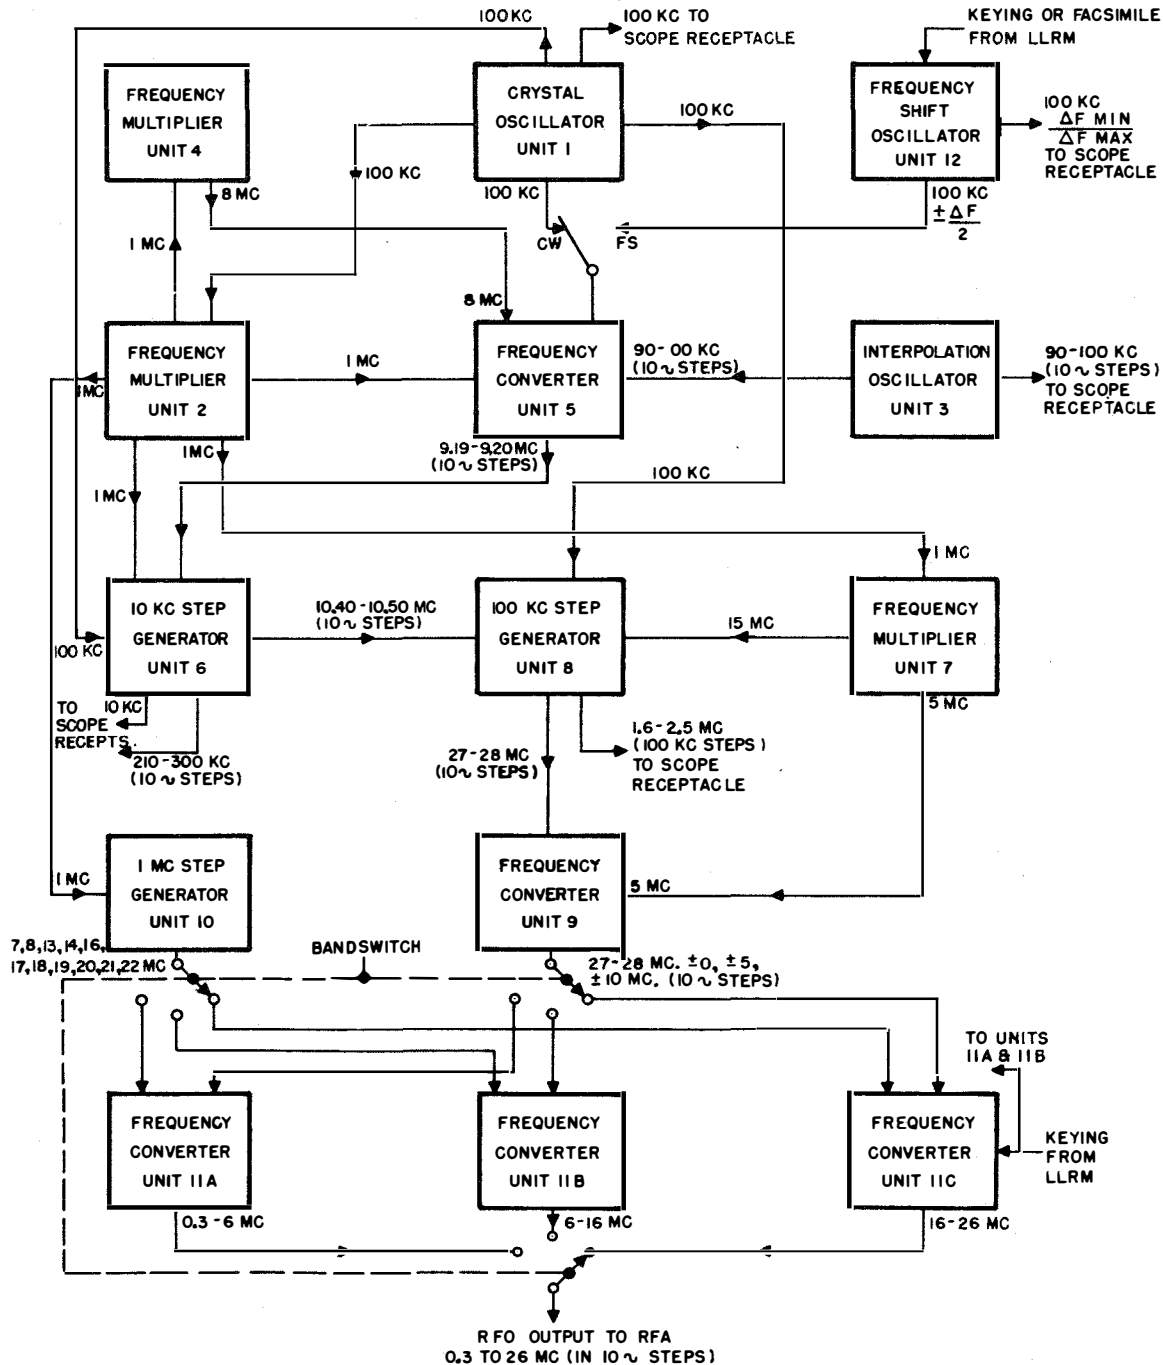 100 KC
100 KC TO
SCOPE RECEPTACLE
KEYING OR FACSIMILE
FROM LLRM
FREQUENCY
MULTIPLIER
UNIT 4
CRYSTAL
OSCILLATOR
UNIT 1
100 KC
FREQUENCY
SHIFT
OSCILLATOR
UNIT 12
100 KC
ΔF MIN
ΔF MAX
TO SCOPE
RECEPTACLE
100 KC
8 MC
100 KC
100 KC
± ΔF
2
1 MC
CW
FS
8 MC
FREQUENCY
MULTIPLIER
UNIT 2
1 MC
1 MC
FREQUENCY
CONVERTER
UNIT 5
90-00 KC
(10~STEPS)
INTERPOLATION
OSCILLATOR
UNIT 3
90-100 KC
(10~STEPS)
TO SCOPE
RECEPTACLE
1 MC
9.19-9.20 MC
(10~STEPS)
100 KC
1 MC
1 MC
10 KC STEP
GENERATOR
UNIT 6
10.40-10.50 MC
(10~STEPS)
100 KC STEP
GENERATOR
UNIT 8
15 MC
FREQUENCY
MULTIPLIER
UNIT 7
100 KC
TO
SCOPE
RECEPTS.
10 KC
210-300 KC
(10~STEPS)
27-28 MC
(10~STEPS)
1.6-2.5 MC
(100 KC STEPS)
TO SCOPE
RECEPTACLE
5 MC
1 MC
1 MC STEP
GENERATOR
UNIT 10
FREQUENCY
CONVERTER
UNIT 9
5 MC
7,8,13,14,16,
17,18,19,20,21,22 MC
BANDSWITCH
27-28 MC. ±0, ±5,
±10 MC. (10~STEPS)
TO UNITS
11A & 11B
FREQUENCY
CONVERTER
UNIT 11A
FREQUENCY
CONVERTER
UNIT 11B
FREQUENCY
CONVERTER
UNIT 11C
KEYING
FROM
LLRM
0.3-6 MC
6-16 MC
16-26 MC
RFO OUTPUT TO RFA
0.3 TO 26 MC (IN 10~STEPS)